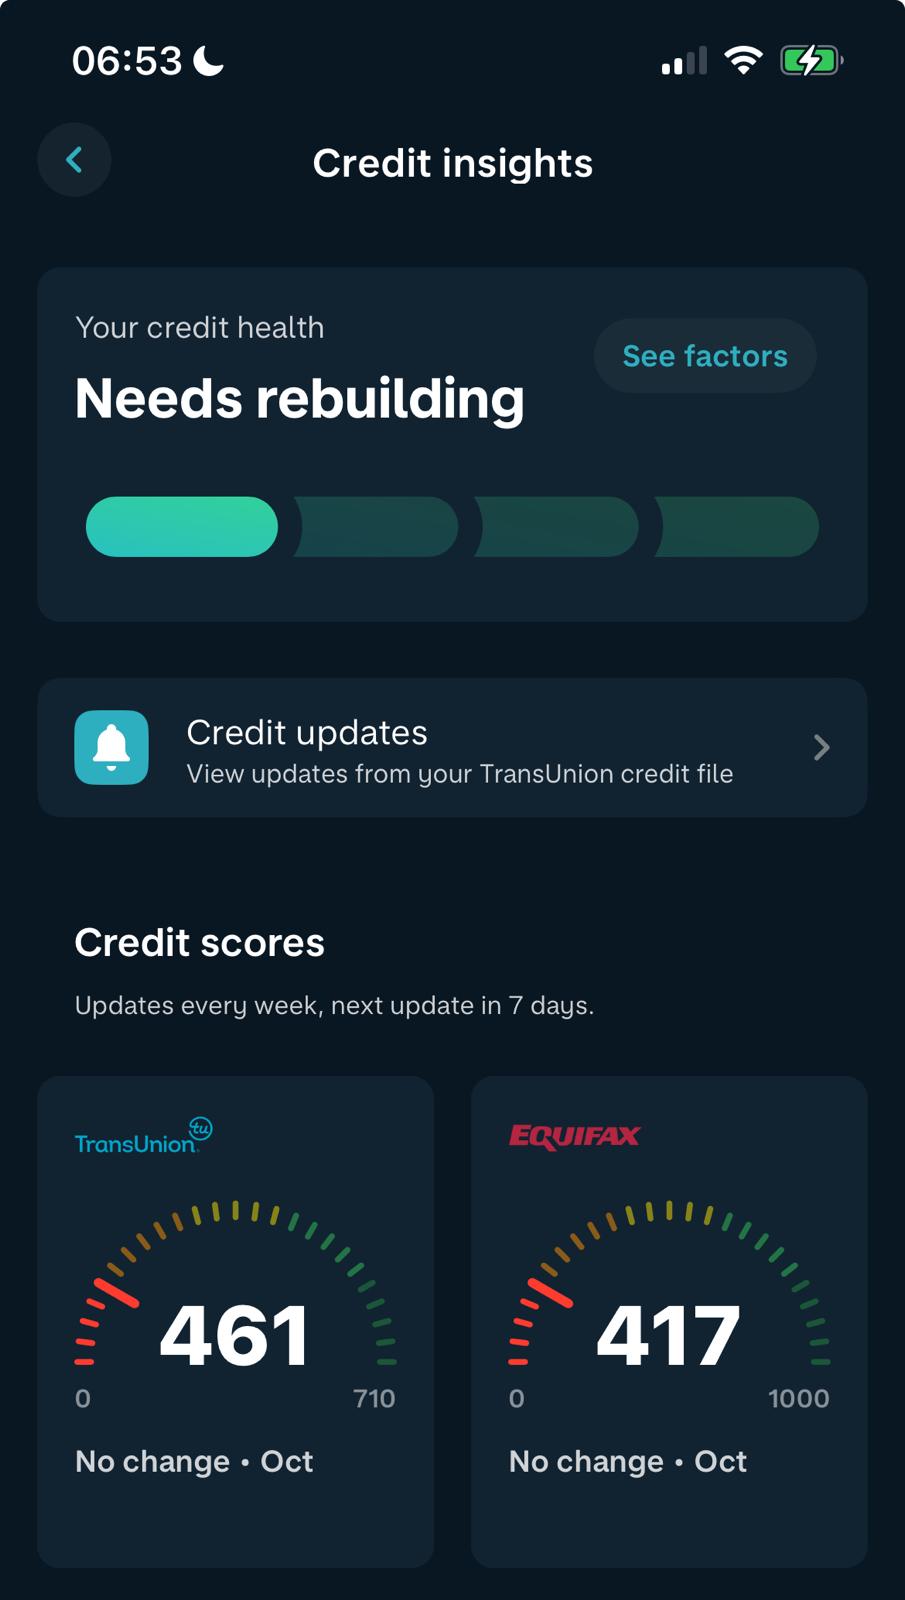 06:53
Credit insights
Your credit health
See factors
Needs rebuilding
Credit updates
View updates from your TransUnion credit file
Credit scores
Updates every week, next update in 7 days.
TransUnion tu
461
0 710
No change • Oct
EQUIFAX
417
0 1000
No change • Oct